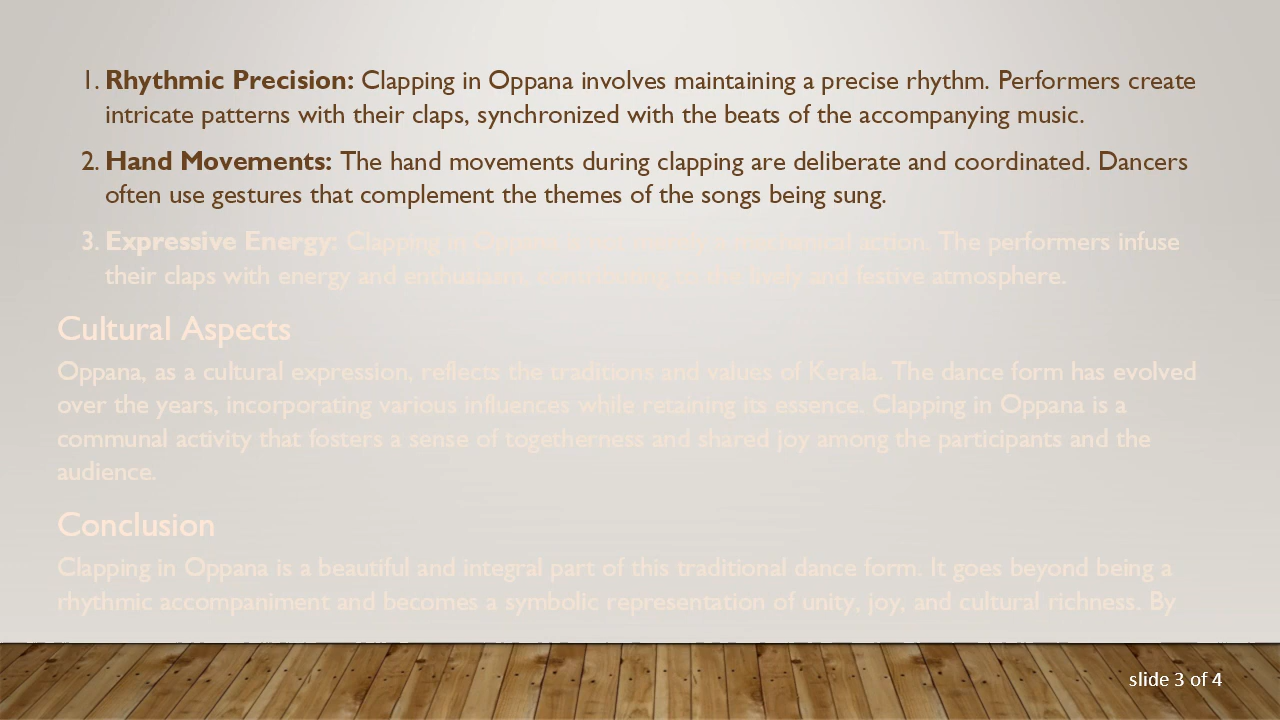 1. Rhythmic Precision: Clapping in Oppana involves maintaining a precise rhythm. Performers create
intricate patterns with their claps, synchronized with the beats of the accompanying music.
2. Hand Movements: The hand movements during clapping are deliberate and coordinated. Dancers
often use gestures that complement the themes of the songs being sung.
3. Expressive Energy: Clapping in Oppana is not merely a mechanical action. The performers infuse
their claps with energy and enthusiasm, contributing to the lively and festive atmosphere.
Cultural Aspects
Oppana, as a cultural expression, reflects the traditions and values of Kerala. The dance form has evolved
over the years, incorporating various influences while retaining its essence. Clapping in Oppana is a
communal activity that fosters a sense of togetherness and shared joy among the participants and the
audience.
Conclusion
Clapping in Oppana is a beautiful and integral part of this traditional dance form. It goes beyond being a
rhythmic accompaniment and becomes a symbolic representation of unity, joy, and cultural richness. By
slide 3 of 4